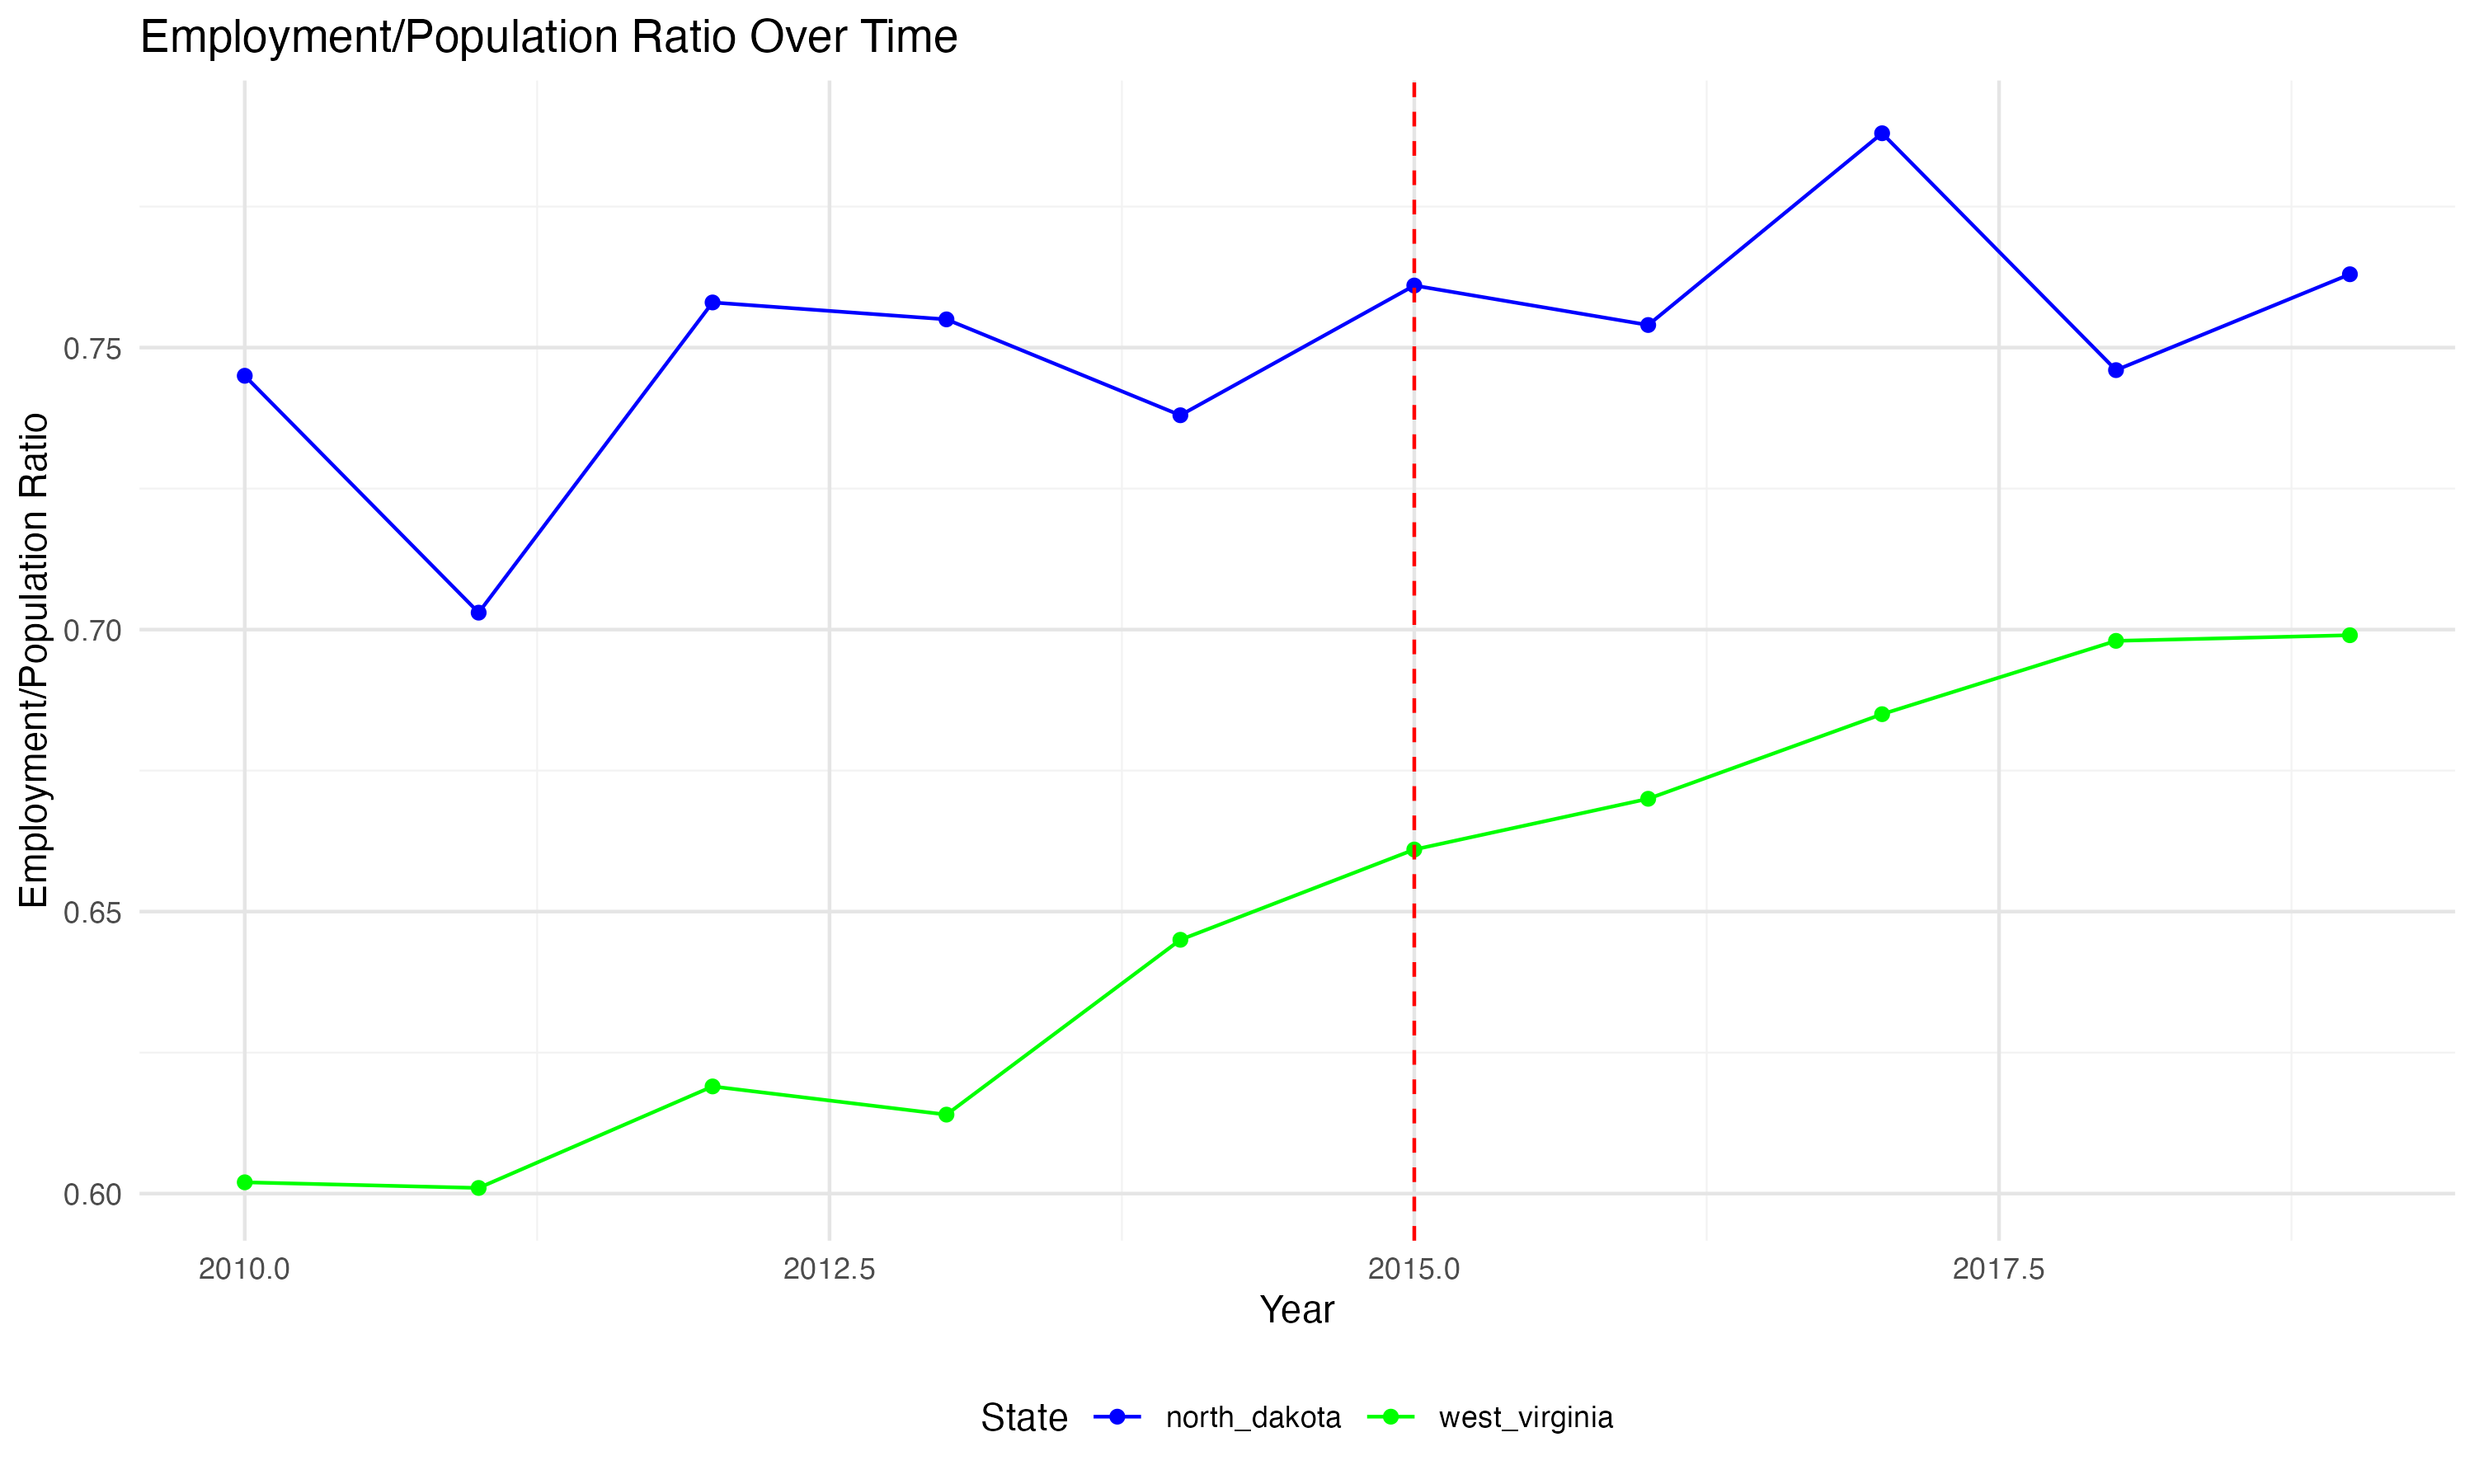 Employment/Population Ratio Over Time
Employment/Population Ratio
0.75
0.70
0.65
0.60
2010.0 2012.5 2015.0 2017.5
Year
State north_dakota west_virginia